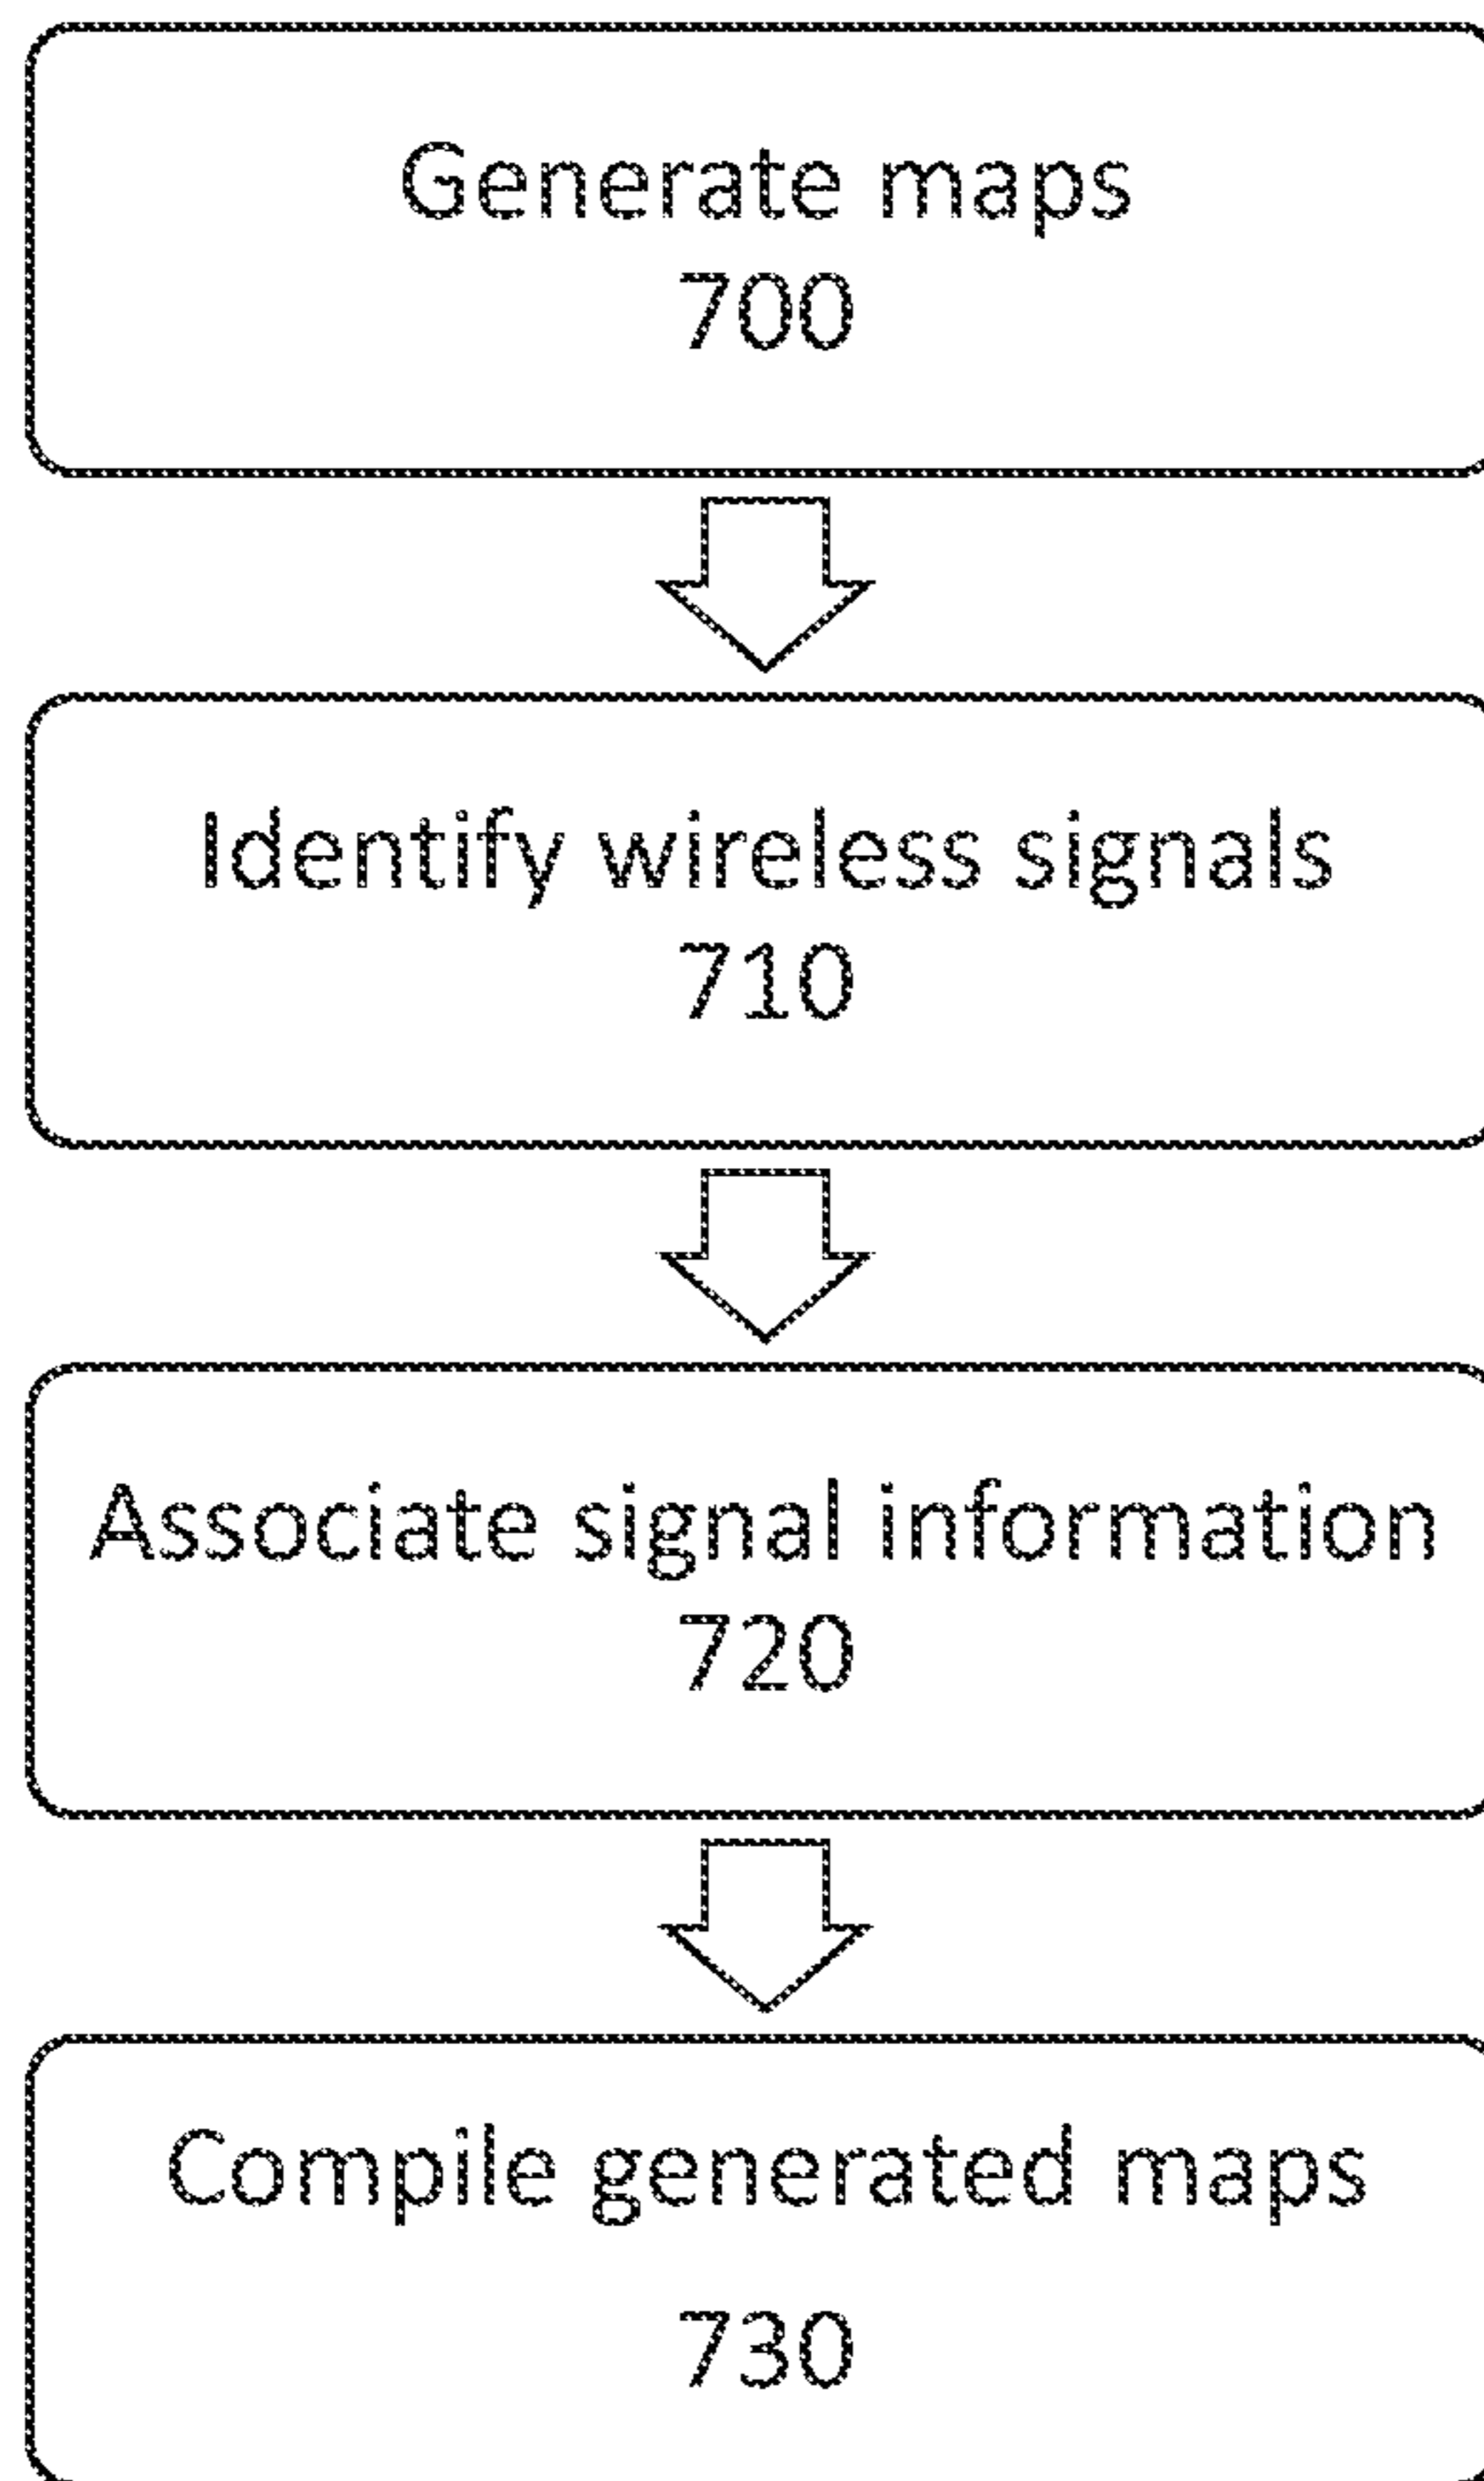 Generate maps
700
Identify wireless signals
710
Associate signal information
720
Compile generated maps
730